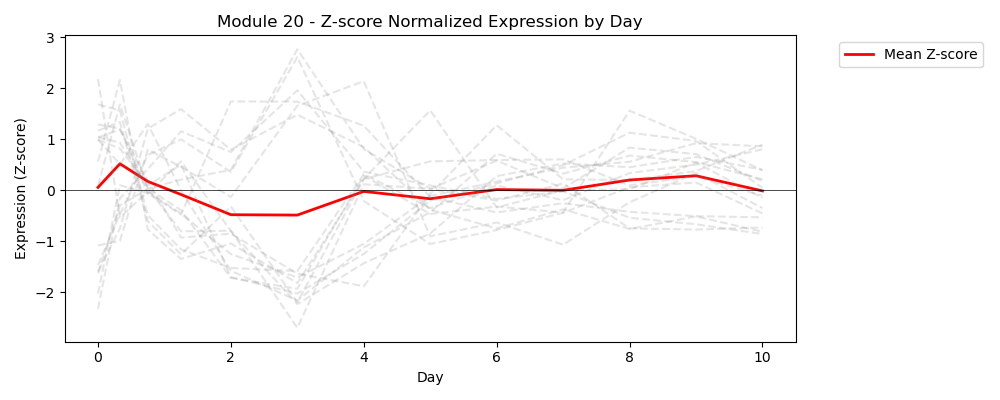 Module 20 - Z-score Normalized Expression by Day
Mean Z-score
Expression (Z-score)
3
2
1
0
−1
−2
0 2 4 6 8 10
Day